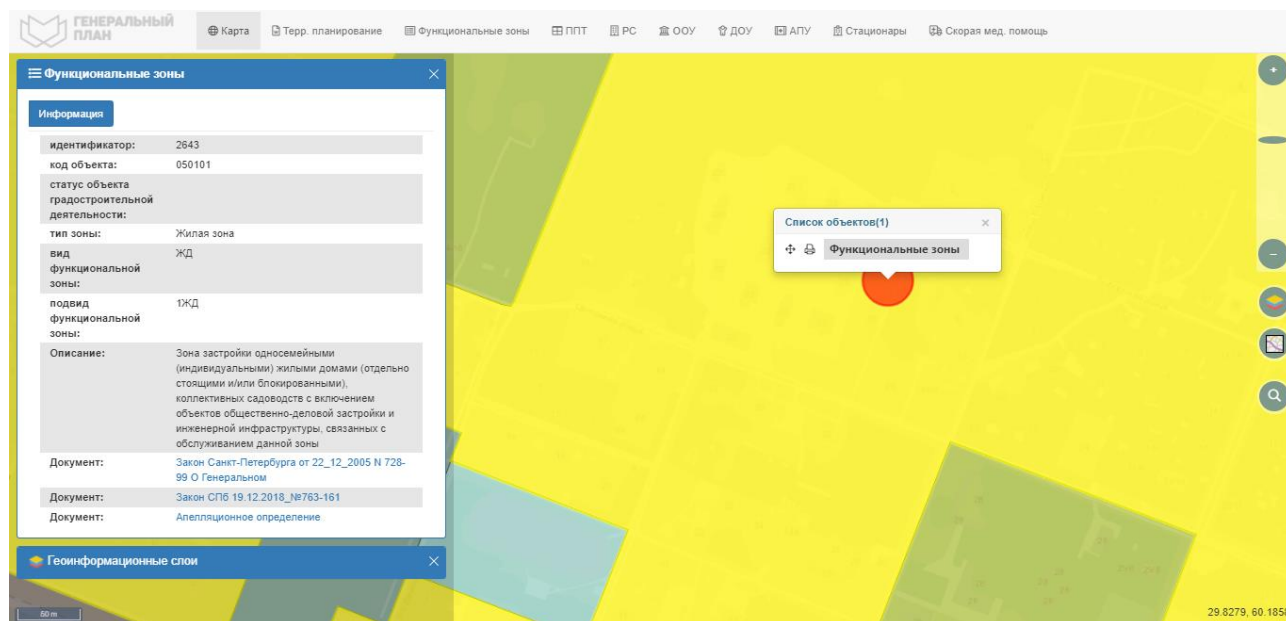 ГЕНЕРАЛЬНЫЙ
ПЛАН
Карта
Терр. планирование
Функциональные зоны
ППТ
РС
ООУ
ДОУ
АПУ
Стационары
Скорая мед. помощь
Функциональные зоны
Информация
идентификатор: 2643
код объекта: 050101
статус объекта
градостроительной
деятельности:
тип зоны: Жилая зона
вид ЖД
функциональной
зоны:
подвид 1ЖД
функциональной
зоны:
Описание: Зона застройки односемейными
(индивидуальными) жилыми домами (отдельно
стоящими и/или блокированными),
коллективных садоводств с включением
объектов общественно-деловой застройки и
инженерной инфраструктуры, связанных с
обслуживанием данной зоны
Документ: Закон Санкт-Петербурга от 22_12_2005 N 728-
99 О Генеральном
Документ: Закон СПб 19.12.2018_№763-161
Документ: Апелляционное определение
Геоинформационные слои
Список объектов(1)
Функциональные зоны
50 m
29.8279, 60.1858